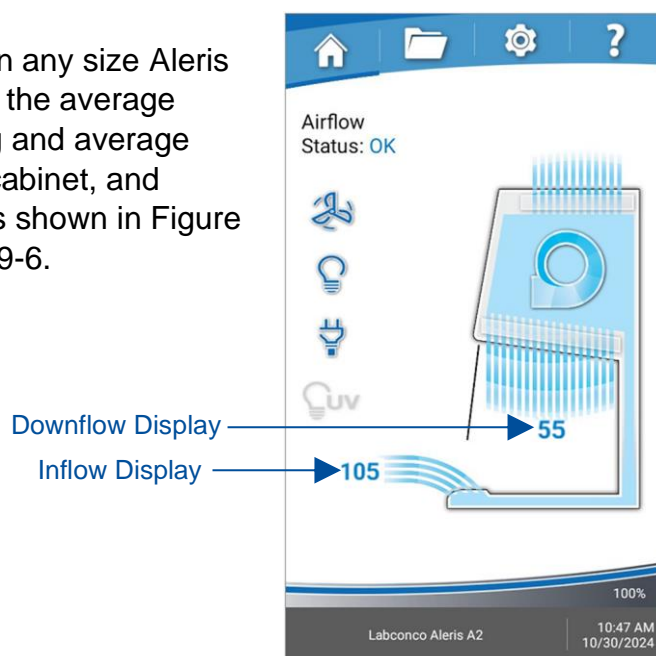 n any size Aleris
the average
g and average
cabinet, and
s shown in Figure
9-6.
?
Airflow
Status: OK
UV
Downflow Display
55
Inflow Display
105
100%
Labconco Aleris A2
10:47 AM
10/30/2024